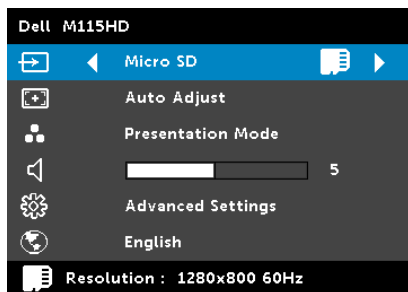 Dell M115HD
Micro SD
Auto Adjust
Presentation Mode
5
Advanced Settings
English
Resolution : 1280x800 60Hz